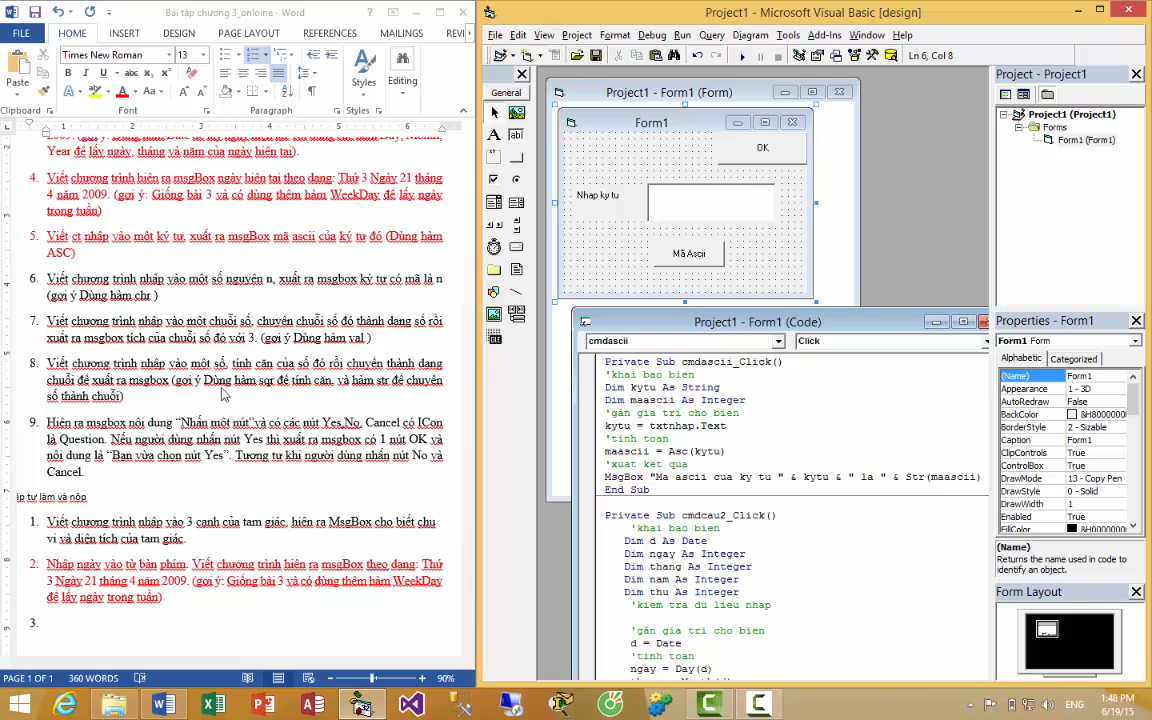 Bài tập chương 3_onloine - Word
FILE HOME INSERT DESIGN PAGE LAYOUT REFERENCES MAILINGS REVI
Times New Roman 13
Paste
Styles Editing
Clipboard Font Paragraph Styles
1 2 3 4 5 6
Year để lấy ngày, tháng và năm của ngày hiện tại).
4. Viết chương trình hiện ra msgBox ngày hiện tại theo dạng: Thứ 3 Ngày 21 tháng
4 năm 2009. (gợi ý: Giống bài 3 và có dùng thêm hàm WeekDay để lấy ngày
trong tuần)
5. Viết ct nhập vào một ký tự, xuất ra msgBox mã ascii của ký tự đó (Dùng hàm
ASC)
6. Viết chương trình nhập vào một số nguyên n, xuất ra msgbox ký tự có mã là n
(gợi ý Dùng hàm chr )
7. Viết chương trình nhập vào một chuỗi số, chuyển chuỗi số đó thành dạng số rồi
xuất ra msgbox tích của chuỗi số đó với 3. (gợi ý Dùng hàm val )
8. Viết chương trình nhập vào một số, tính căn của số đó rồi chuyển thành dạng
chuỗi để xuất ra msgbox (gợi ý Dùng hàm sqr để tính căn. và hàm str để chuyển
số thành chuỗi)
9. Hiện ra msgbox nội dung “Nhấn một nút”và có các nút Yes,No, Cancel có ICon
là Question. Nếu người dùng nhấn nút Yes thì xuất ra msgbox có 1 nút OK và
nội dung là “Bạn vừa chọn nút Yes”. Tương tự khi người dùng nhấn nút No và
Cancel.
ập tự làm và nộp
1. Viết chương trình nhập vào 3 cạnh của tam giác, hiện ra MsgBox cho biết chu
vi và diện tích của tam giác.
2. Nhập ngày vào từ bàn phím. Viết chương trình hiện ra msgBox theo dạng: Thứ
3 Ngày 21 tháng 4 năm 2009. (gợi ý: Giống bài 3 và có dùng thêm hàm WeekDay
để lấy ngày trong tuần)
3.
PAGE 1 OF 1 360 WORDS 90%
Project1 - Microsoft Visual Basic [design]
File Edit View Project Format Debug Run Query Diagram Tools Add-Ins Window Help
Ln 6, Col 8
General
Project1 - Form1 (Form)
Form1
OK
Nhap ky tu
Mã Ascii
Project1 - Form1 (Code)
cmdascii Click
Private Sub cmdascii_Click()
'khai bao bien
Dim kytu As String
Dim maascii As Integer
'gán gia tri cho bien
kytu = txtnhap.Text
'tinh toan
maascii = Asc(kytu)
'xuat ket qua
MsgBox "Ma ascii cua ky tu " & kytu & " la " & Str(maascii)
End Sub
Private Sub cmdcau2_Click()
'khai bao bien
Dim d As Date
Dim ngay As Integer
Dim thang As Integer
Dim nam As Integer
Dim thu As Integer
'kiem tra du lieu nhap
'gán gia tri cho bien
d = Date
'tinh toan
ngay = Day(d)
Project - Project1
Project1 (Project1)
Forms
Form1 (Form1)
Properties - Form1
Form1 Form
Alphabetic Categorized
(Name) Form1
Appearance 1 - 3D
AutoRedraw False
BackColor &H8000000
BorderStyle 2 - Sizable
Caption Form1
ClipControls True
ControlBox True
DrawMode 13 - Copy Pen
DrawStyle 0 - Solid
DrawWidth 1
Enabled True
FillColor &H0000000
(Name)
Returns the name used in code to
identify an object.
Form Layout
ENG
1:48 PM
6/19/15